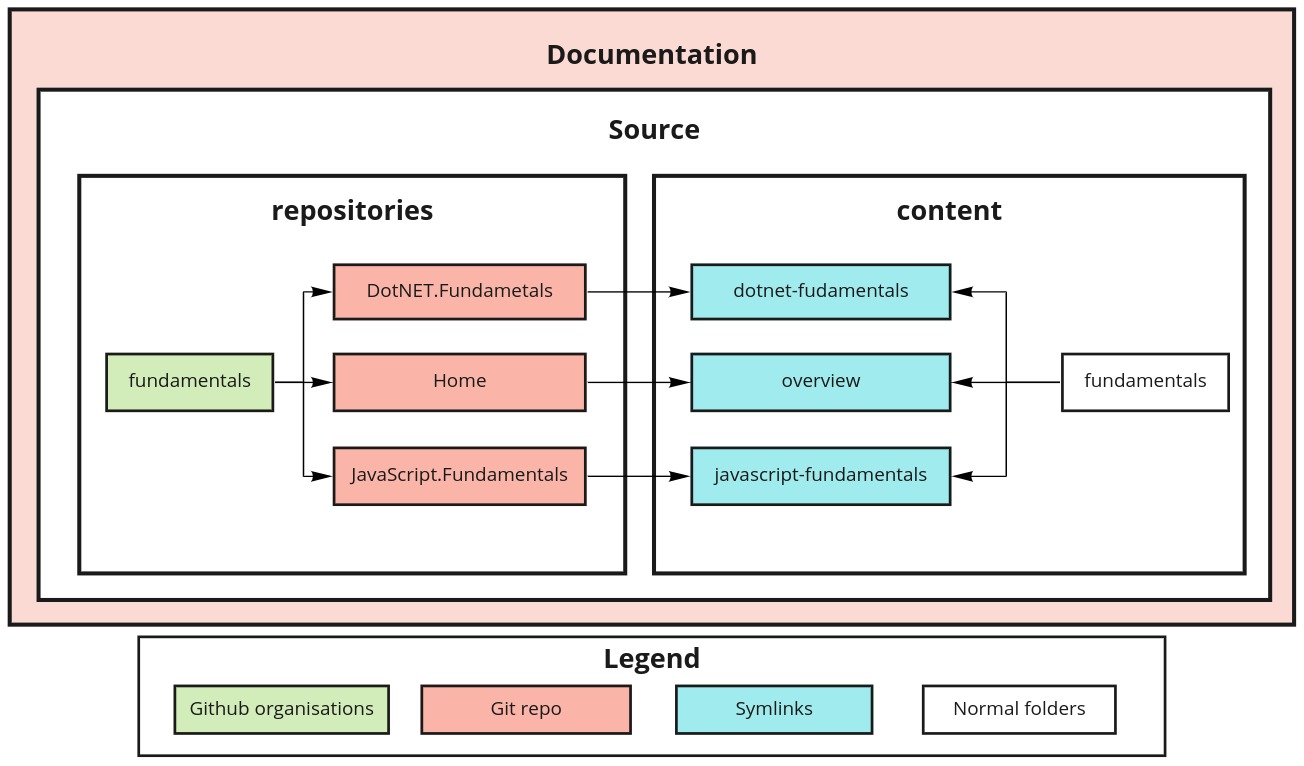 Documentation
Source
repositories
content
DotNET.Fundametals
dotnet-fudamentals
fundamentals
Home
overview
fundamentals
JavaScript.Fundamentals
javascript-fundamentals
Legend
Github organisations
Git repo
Symlinks
Normal folders